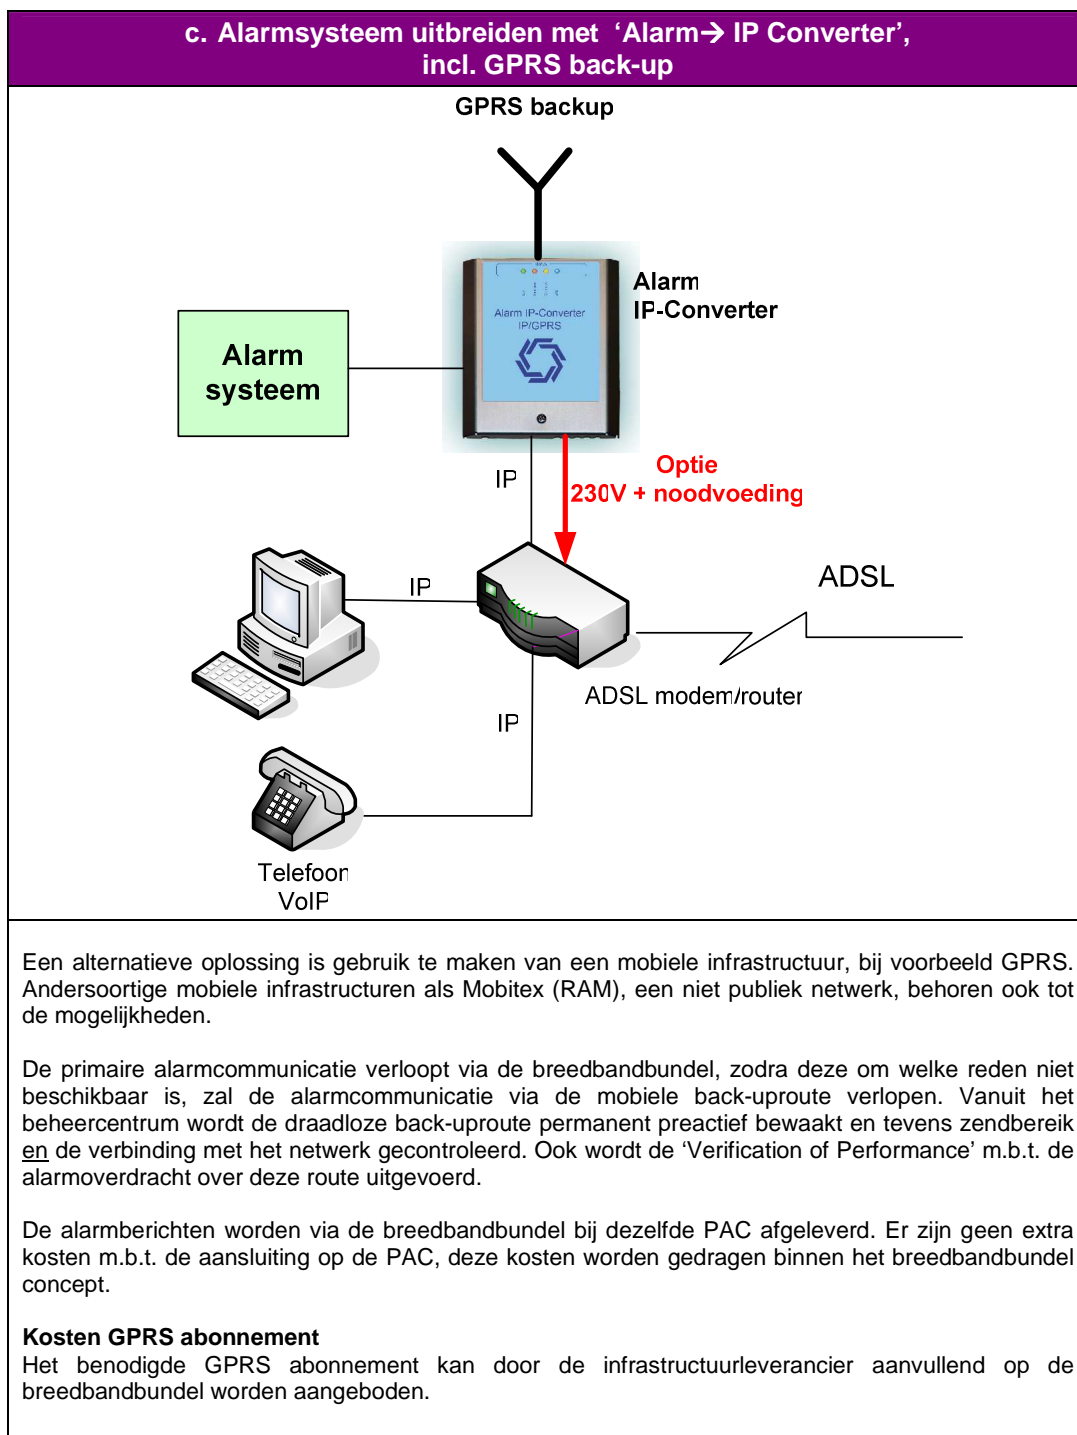 c. Alarmsysteem uitbreiden met ‘Alarm→ IP Converter’,
incl. GPRS back-up
GPRS backup
Alarm IP-Converter
IP/GPRS
Alarm
IP-Converter
Alarm
systeem
IP
Optie
230V + noodvoeding
IP
ADSL
ADSL modem/router
IP
Telefoon
VoIP
Een alternatieve oplossing is gebruik te maken van een mobiele infrastructuur, bij voorbeeld GPRS.
Andersoortige mobiele infrastructuren als Mobitex (RAM), een niet publiek netwerk, behoren ook tot
de mogelijkheden.
De primaire alarmcommunicatie verloopt via de breedbandbundel, zodra deze om welke reden niet
beschikbaar is, zal de alarmcommunicatie via de mobiele back-uproute verlopen. Vanuit het
beheercentrum wordt de draadloze back-uproute permanent preactief bewaakt en tevens zendbereik
en de verbinding met het netwerk gecontroleerd. Ook wordt de ‘Verification of Performance’ m.b.t. de
alarmoverdracht over deze route uitgevoerd.
De alarmberichten worden via de breedbandbundel bij dezelfde PAC afgeleverd. Er zijn geen extra
kosten m.b.t. de aansluiting op de PAC, deze kosten worden gedragen binnen het breedbandbundel
concept.
Kosten GPRS abonnement
Het benodigde GPRS abonnement kan door de infrastructuurleverancier aanvullend op de
breedbandbundel worden aangeboden.